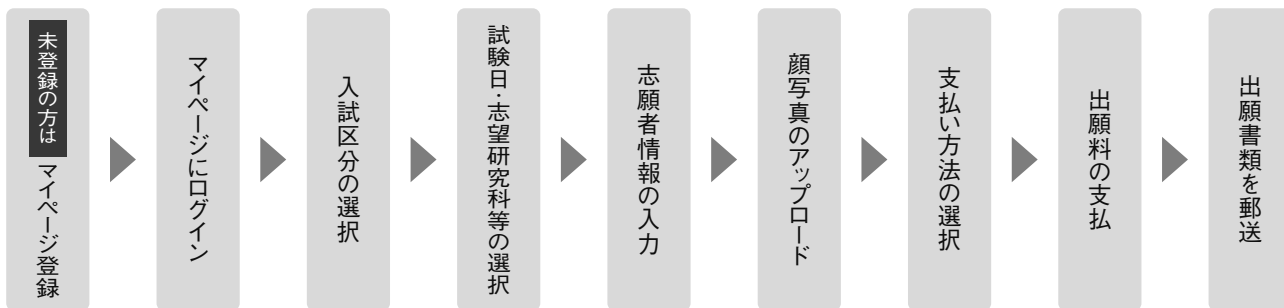 未登録の方は
マイページ登録
マイページにログイン
入試区分の選択
試験日・志望研究科等の選択
志願者情報の入力
顔写真のアップロード
支払い方法の選択
出願料の支払
出願書類を郵送